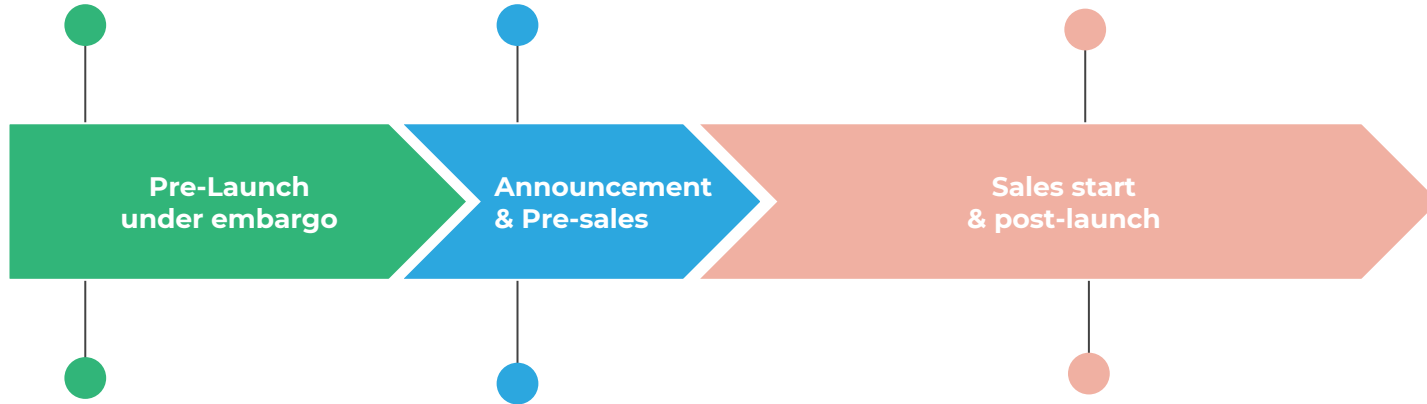 Pre-Launch
under embargo
Announcement
& Pre-sales
Sales start
& post-launch